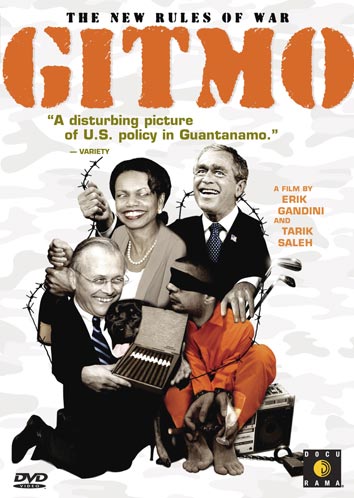 THE NEW RULES OF WAR
GITMO
"A disturbing picture
of U.S. policy in Guantanamo."
— VARIETY
A FILM BY
ERIK
GANDINI
AND
TARIK
SALEH
DVD
VIDEO
DOCU
RAMA